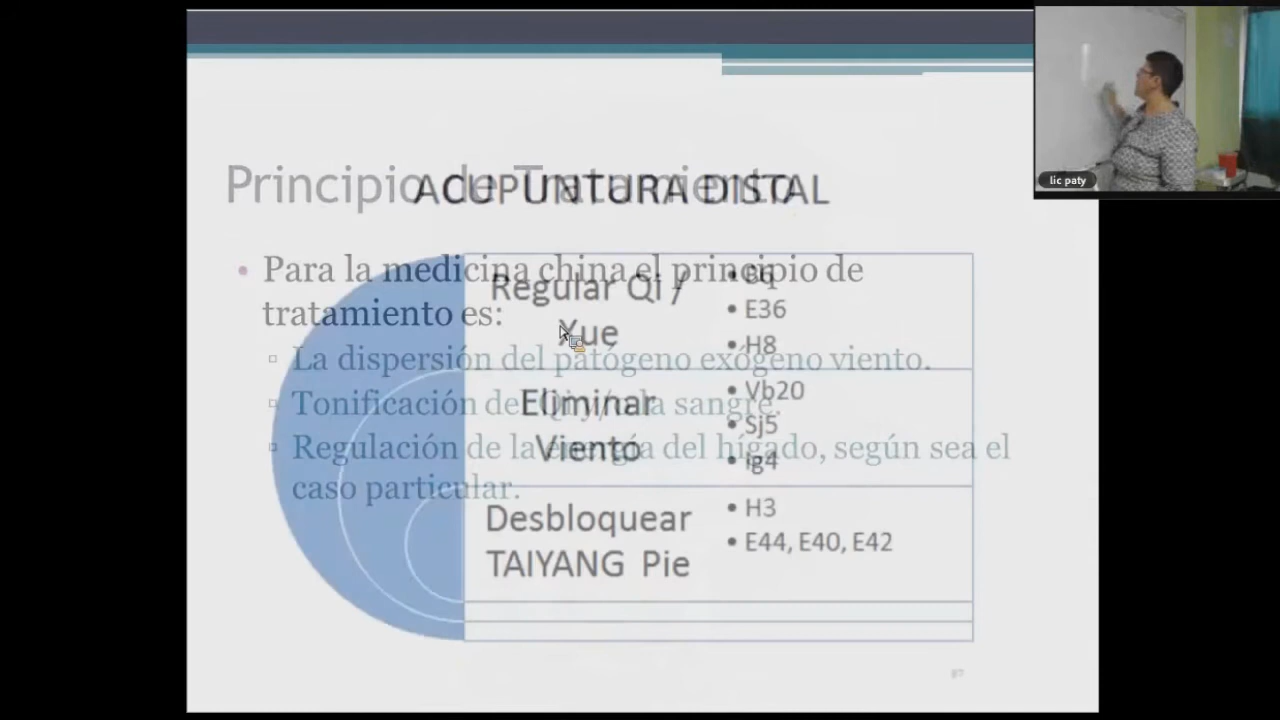 Principio de Tratamiento
Para la medicina china el principio de
tratamiento es:
La dispersión del patógeno exógeno viento.
Tonificación de Qi y/o la sangre.
Regulación de la energía del hígado, según sea el
caso particular.
ACUPUNTURA DISTAL
Regular Qi /
Xue
E36
H8
Eliminar
Viento
Vb20
Sj5
ig4
Desbloquear
TAIYANG Pie
H3
E44, E40, E42
lic paty